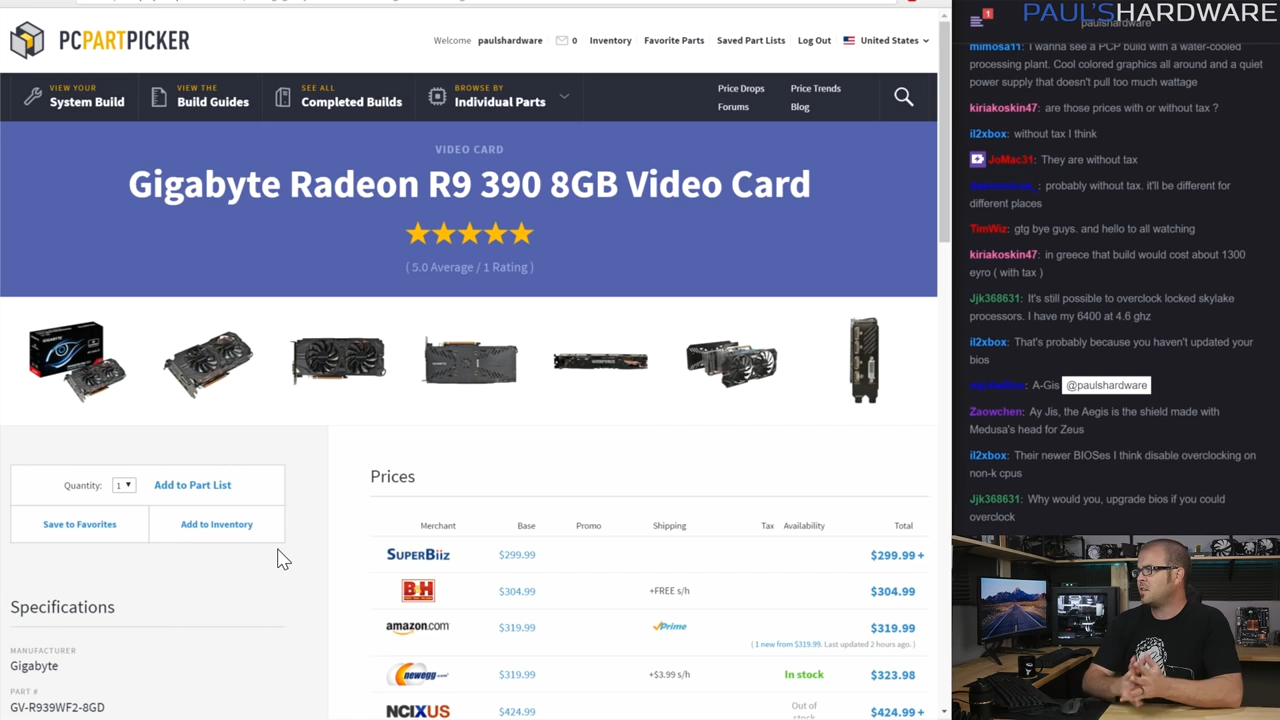 PCPARTPICKER
Welcome paulshardware 0 Inventory Favorite Parts Saved Part Lists Log Out United States
VIEW YOUR
System Build
VIEW THE
Build Guides
SEE ALL
Completed Builds
BROWSE BY
Individual Parts
Price Drops Price Trends
Forums Blog
VIDEO CARD
Gigabyte Radeon R9 390 8GB Video Card
( 5.0 Average / 1 Rating )
Quantity: 1 Add to Part List
Save to Favorites Add to Inventory
Specifications
MANUFACTURER
Gigabyte
PART #
GV-R939WF2-8GD
Prices
Merchant Base Promo Shipping Tax Availability Total
SUPERBIIZ $299.99 $299.99 +
B&H $304.99 +FREE s/h $304.99
amazon.com $319.99 Prime $319.99
( 1 new from $319.99. Last updated 2 hours ago. )
newegg.com $319.99 +$3.99 s/h In stock $323.98
NCIXUS $424.99 Out of $424.99 +
stock
1
PAUL'SHARDWARE
paulshardware
mimosa11: I wanna see a PCP build with a water-cooled
processing plant. Cool colored graphics all around and a quiet
power supply that doesn't pull too much wattage
kiriakoskin47: are those prices with or without tax ?
il2xbox: without tax I think
JoMac31: They are without tax
: probably without tax. it'll be different for
different places
TimWiz: gtg bye guys. and hello to all watching
kiriakoskin47: in greece that build would cost about 1300
eyro ( with tax )
Jjk368631: It's still possible to overclock locked skylake
processors. I have my 6400 at 4.6 ghz
il2xbox: That's probably because you haven't updated your
bios
: A-Gis @paulshardware
Zaowchen: Ay Jis, the Aegis is the shield made with
Medusa's head for Zeus
il2xbox: Their newer BIOSes I think disable overclocking on
non-k cpus
Jjk368631: Why would you, upgrade bios if you could
overclock